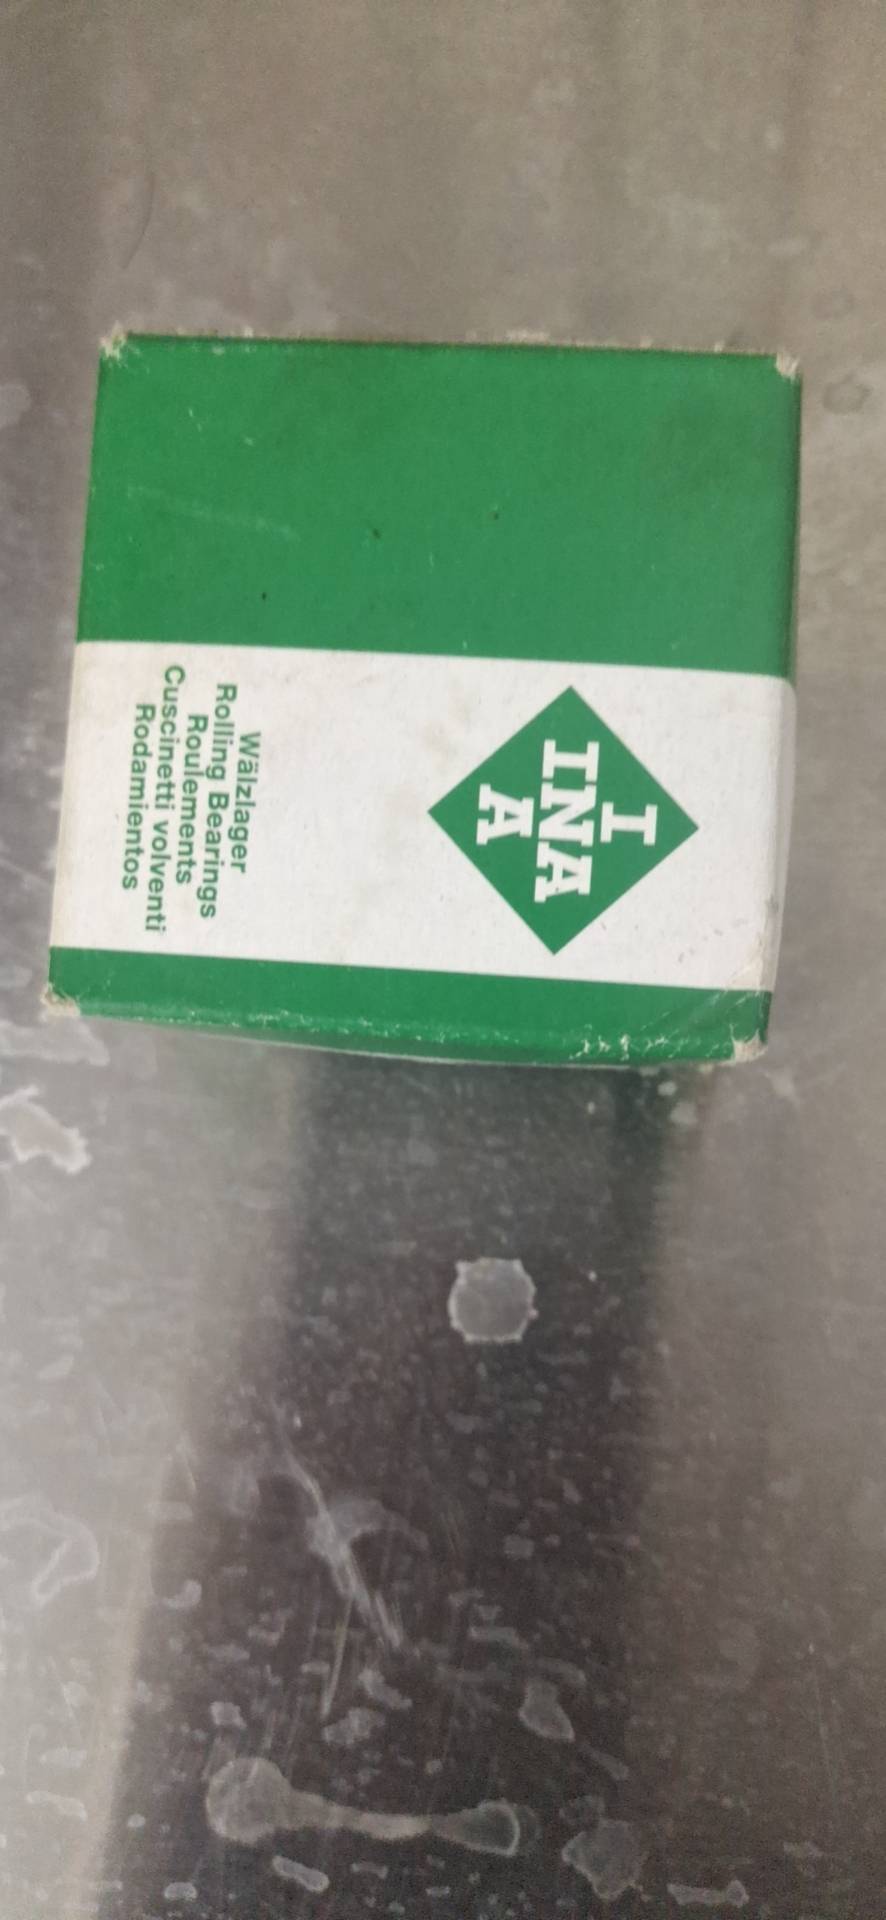 I
INA
A
Wälzlager
Rolling Bearings
Roulements
Cuscinetti volventi
Rodamientos